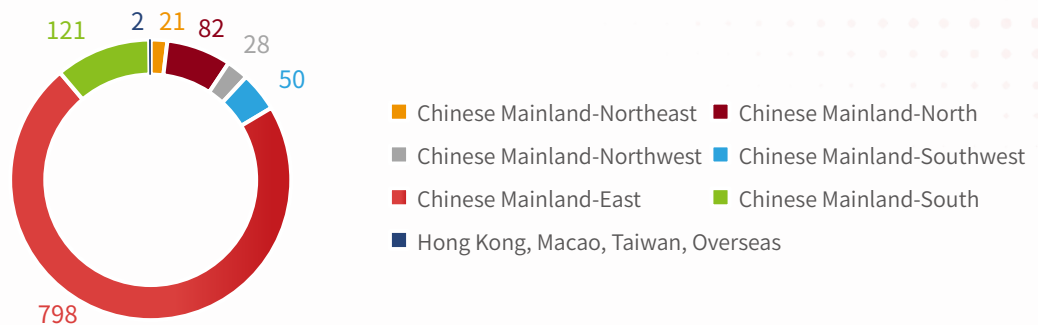 2 21
121 82
28
50
798
Chinese Mainland-Northeast Chinese Mainland-North
Chinese Mainland-Northwest Chinese Mainland-Southwest
Chinese Mainland-East Chinese Mainland-South
Hong Kong, Macao, Taiwan, Overseas